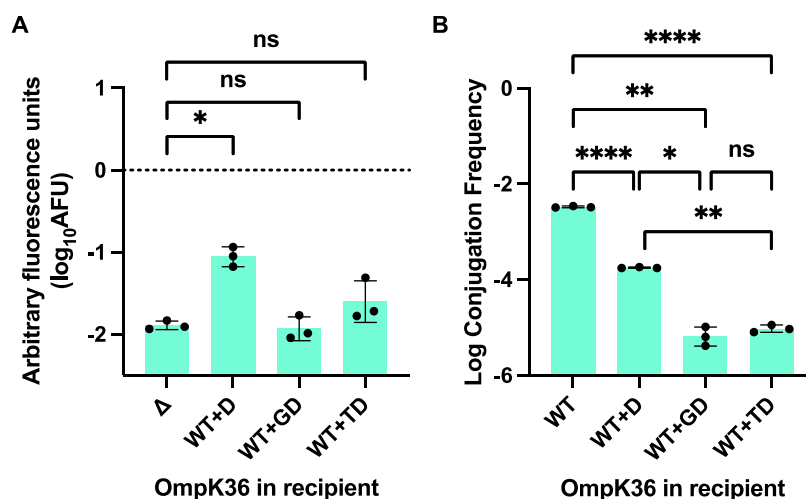 A
ns
ns
*
Arbitrary fluorescence units
(log10AFU)
1
0
-1
-2
Δ
WT+D
WT+GD
WT+TD
OmpK36 in recipient
B
****
**
**** * ns
**
Log Conjugation Frequency
0
-2
-4
-6
WT
WT+D
WT+GD
WT+TD
OmpK36 in recipient